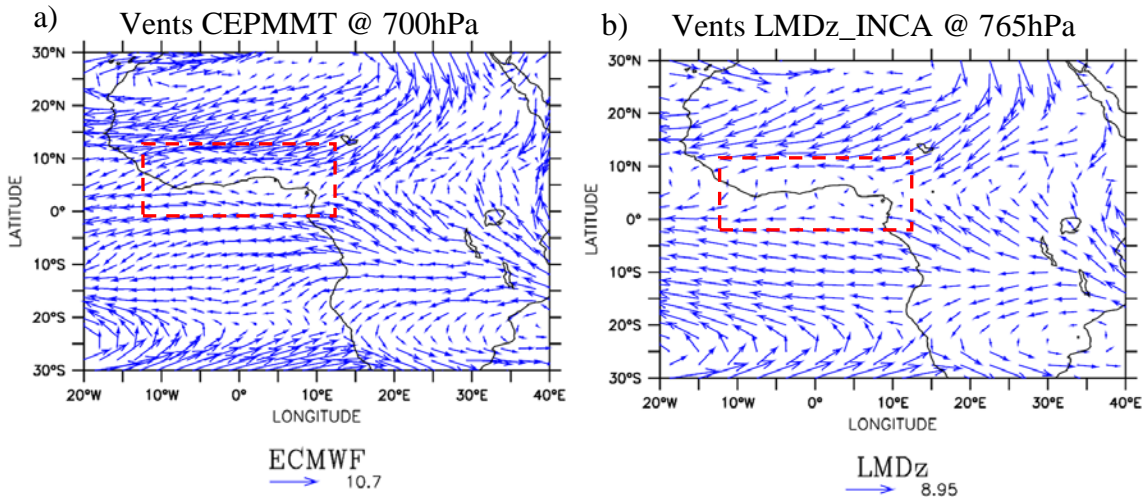 a) Vents CEPMMT @ 700hPa
30°N
20°N
10°N
0°
10°S
20°S
30°S
LATITUDE
20°W 10°W 0° 10°E 20°E 30°E 40°E
LONGITUDE
ECMWF
10.7
b) Vents LMDz_INCA @ 765hPa
30°N
20°N
10°N
0°
10°S
20°S
30°S
LATITUDE
20°W 10°W 0° 10°E 20°E 30°E 40°E
LONGITUDE
LMDz
8.95